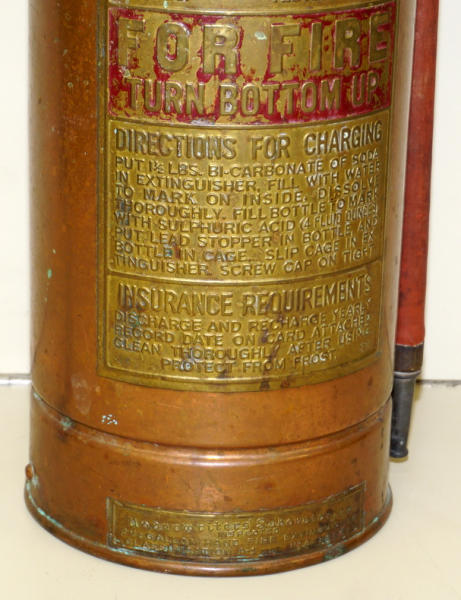 FOR FIRE
TURN BOTTOM UP
DIRECTIONS FOR CHARGING
PUT 1½ LBS. BI-CARBONATE OF SODA
IN EXTINGUISHER. FILL WITH WATER
TO MARK ON INSIDE. DISSOLVE
THOROUGHLY. FILL BOTTLE TO MARK
WITH SULPHURIC ACID (4 FLUID OUNCES)
PUT LEAD STOPPER IN BOTTLE AND
BOTTLE IN CAGE. SLIP CAGE IN EX-
TINGUISHER. SCREW CAP ON TIGHT
INSURANCE REQUIREMENTS
DISCHARGE AND RECHARGE YEARLY
RECORD DATE ON CARD ATTACHED
CLEAN THOROUGHLY AFTER USING
PROTECT FROM FROST.